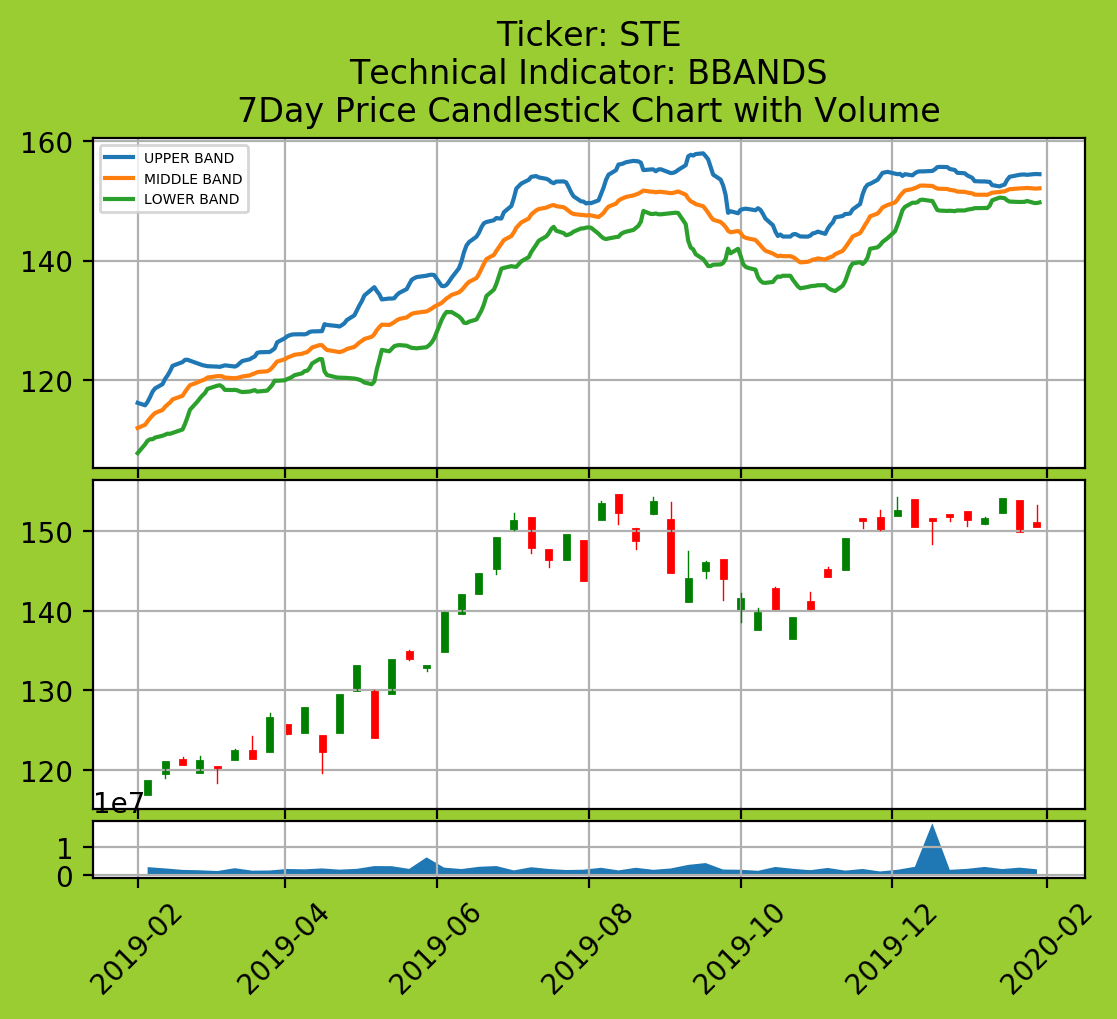 Ticker: STE
Technical Indicator: BBANDS
7Day Price Candlestick Chart with Volume
160
140
120
UPPER BAND
MIDDLE BAND
LOWER BAND
150
140
130
120
1e7
1
0
2019-02
2019-04
2019-06
2019-08
2019-10
2019-12
2020-02